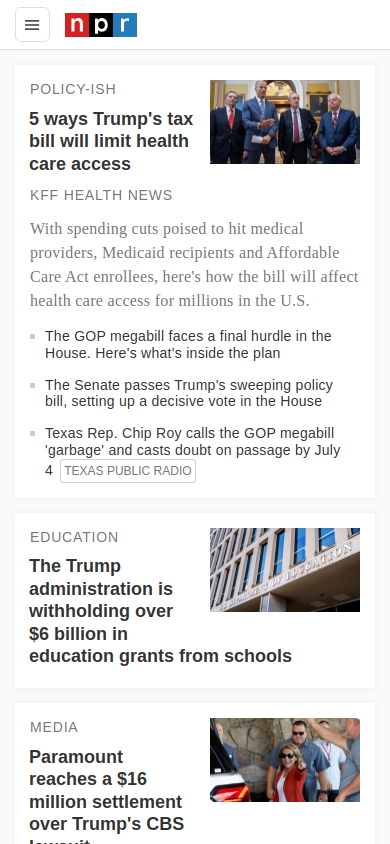 npr
POLICY-ISH
5 ways Trump's tax
bill will limit health
care access
KFF HEALTH NEWS
With spending cuts poised to hit medical
providers, Medicaid recipients and Affordable
Care Act enrollees, here's how the bill will affect
health care access for millions in the U.S.
The GOP megabill faces a final hurdle in the
House. Here's what's inside the plan
The Senate passes Trump's sweeping policy
bill, setting up a decisive vote in the House
Texas Rep. Chip Roy calls the GOP megabill
'garbage' and casts doubt on passage by July
4 TEXAS PUBLIC RADIO
EDUCATION
The Trump
administration is
withholding over
$6 billion in
education grants from schools
OF EDUCATION
MEDIA
Paramount
reaches a $16
million settlement
over Trump's CBS
lawsuit